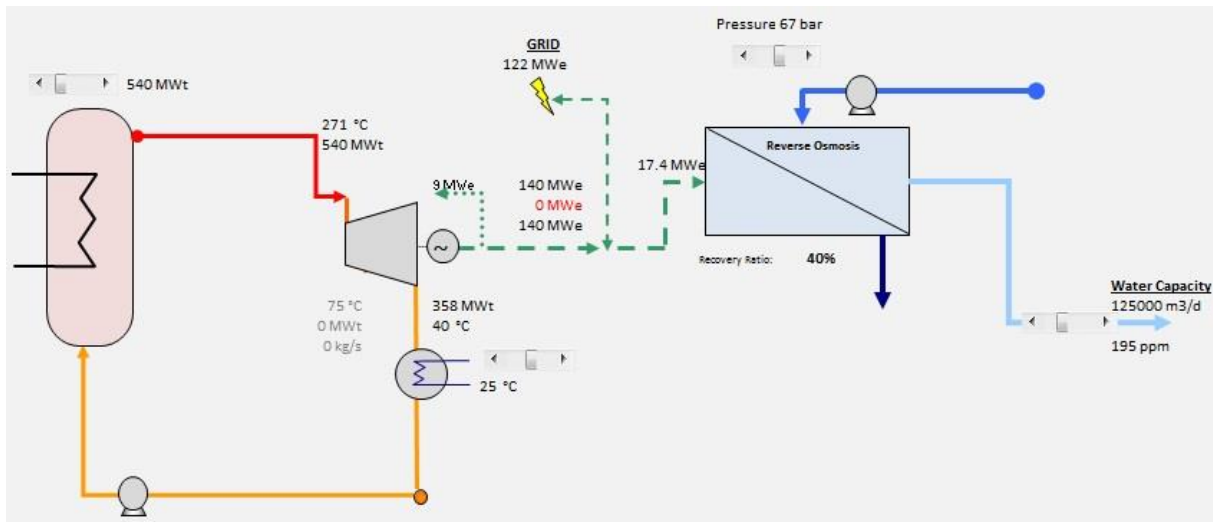 Pressure 67 bar
GRID
122 MWe
540 MWt
271 °C
540 MWt
Reverse Osmosis
17.4 MWe
9 MWe
140 MWe
0 MWe
140 MWe
~
Recovery Ratio: 40%
Water Capacity
125000 m3/d
195 ppm
75 °C
0 MWt
0 kg/s
358 MWt
40 °C
25 °C